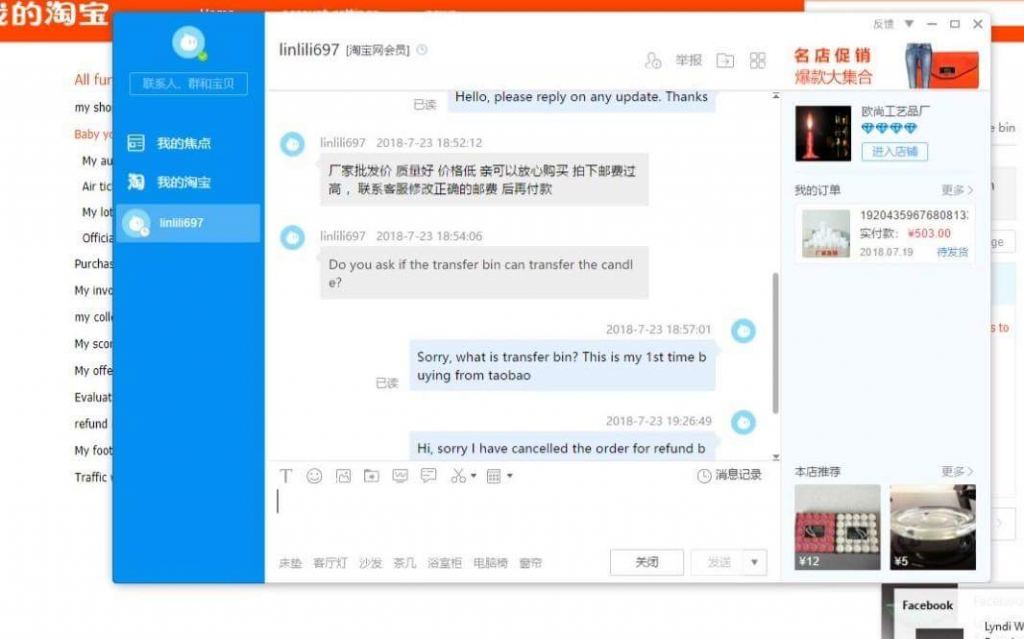 的淘宝
反馈
linlili697 [淘宝网会员]
举报
名店促销
爆款大集合
联系人、群和宝贝
我的焦点
我的淘宝
linlili697
All fur
my sho
Baby yo
My au
Air tic
My lot
Officia
Purchas
My invo
my colle
My scor
My offe
Evaluat
refund
My foot
Traffic
已读
Hello, please reply on any update. Thanks
linlili697 2018-7-23 18:52:12
厂家批发价 质量好 价格低 亲可以放心购买 拍下邮费过
高 ，联系客服修改正确的邮费 后再付款
linlili697 2018-7-23 18:54:06
Do you ask if the transfer bin can transfer the candl
e?
2018-7-23 18:57:01
Sorry, what is transfer bin? This is my 1st time b
uying from taobao
已读
2018-7-23 19:26:49
Hi, sorry I have cancelled the order for refund b
消息记录
床垫 客厅灯 沙发 茶几 浴室柜 电脑椅 窗帘
关闭
发送
欧尚工艺品厂
进入店铺
我的订单
更多
192043596768081
实付款： ¥503.00
2018.07.19 待发货
本店推荐
更多
¥12
¥5
e bin
ge
s to
Facebook
Lyndi W